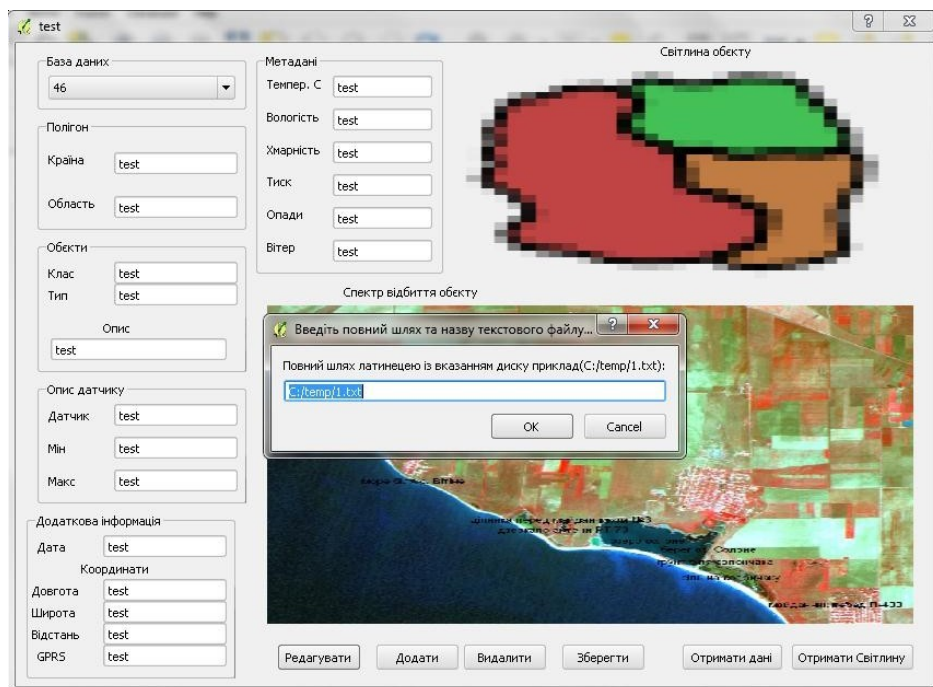 test
База даних
46
Полігон
Країна test
Область test
Обєкти
Клас test
Тип test
Опис
test
Опис датчику
Датчик test
Мін test
Макс test
Додаткова інформація
Дата test
Координати
Довгота test
Широта test
Відстань test
GPRS test
Метадані
Темпер. С test
Вологість test
Хмарність test
Тиск test
Опади test
Вітер test
Світлина обєкту
Спектр відбиття обєкту
Введіть повний шлях та назву текстового файлу...
Повний шлях латинецею із вказанням диску приклад(C:/temp/1.txt):
C:/temp/1.txt
OK Cancel
Редагувати Додати Видалити Зберегти Отримати дані Отримати Світлину